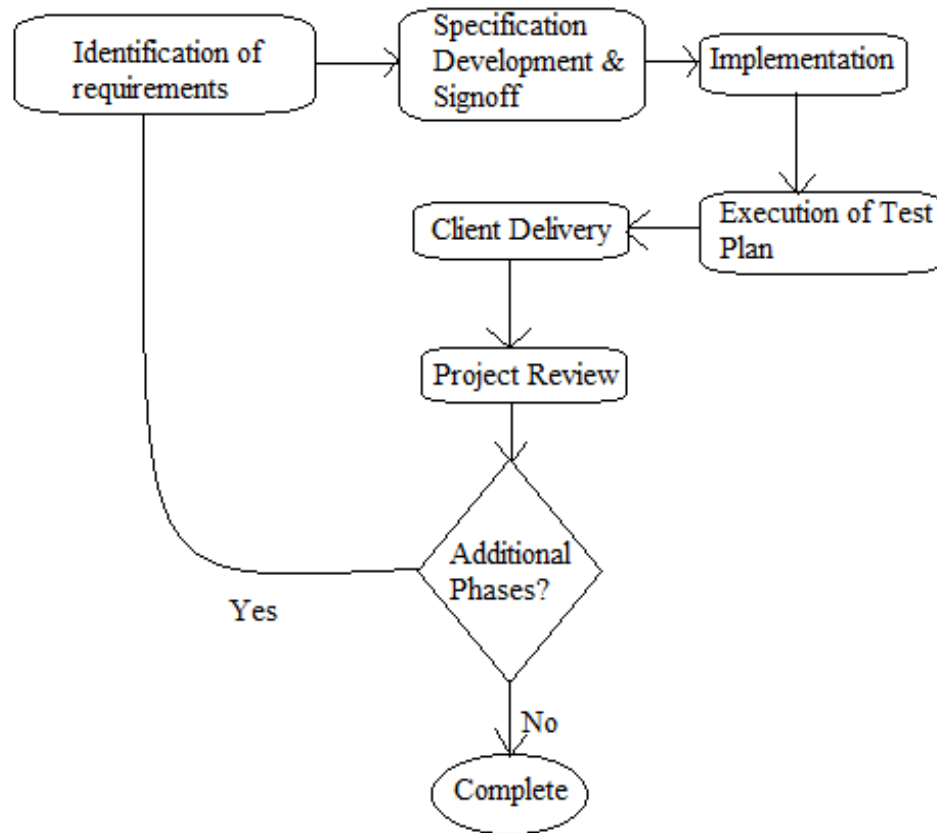 Identification of
requirements
Specification
Development &
Signoff
Implementation
Execution of Test
Plan
Client Delivery
Project Review
Additional
Phases?
Yes
No
Complete